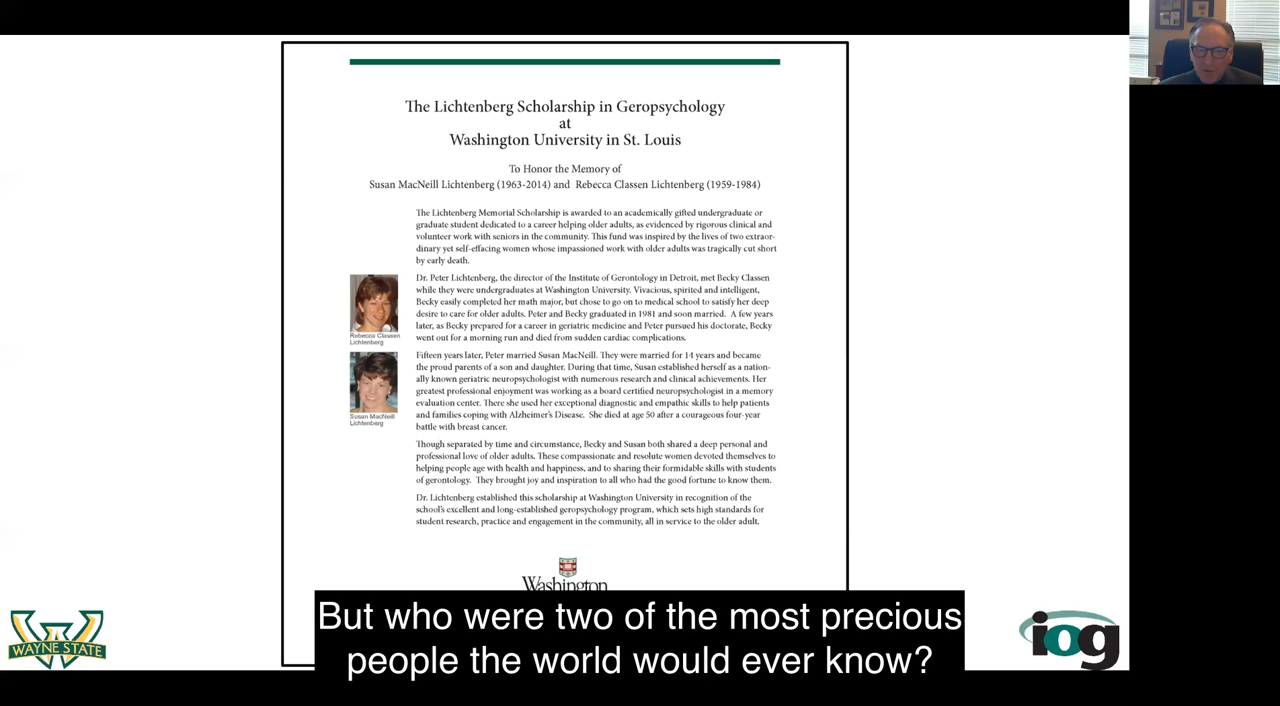 The Lichtenberg Scholarship in Geropsychology
at
Washington University in St. Louis
To Honor the Memory of
Susan MacNeill Lichtenberg (1963-2014) and Rebecca Classen Lichtenberg (1959-1984)
The Lichtenberg Memorial Scholarship is awarded to an academically gifted undergraduate or
graduate student dedicated to a career helping older adults, as evidenced by rigorous clinical and
volunteer work with seniors in the community. This fund was inspired by the lives of two extraor-
dinary yet self-effacing women whose impassioned work with older adults was tragically cut short
by early death.
Dr. Peter Lichtenberg, the director of the Institute of Gerontology in Detroit, met Becky Classen
while they were undergraduates at Washington University. Vivacious, spirited and intelligent,
Becky easily completed her math major, but chose to go on to medical school to satisfy her deep
desire to care for older adults. Peter and Becky graduated in 1981 and soon married. A few years
later, as Becky prepared for a career in geriatric medicine and Peter pursued his doctorate, Becky
went out for a morning run and died from sudden cardiac complications.
Rebecca Classen
Lichtenberg
Fifteen years later, Peter married Susan MacNeill. They were married for 14 years and became
the proud parents of a son and daughter. During that time, Susan established herself as a nation-
ally known geriatric neuropsychologist with numerous research and clinical achievements. Her
greatest professional enjoyment was working as a board certified neuropsychologist in a memory
evaluation center. There she used her exceptional diagnostic and empathic skills to help patients
and families coping with Alzheimer's Disease. She died at age 50 after a courageous four-year
battle with breast cancer.
Susan MacNeill
Lichtenberg
Though separated by time and circumstance, Becky and Susan both shared a deep personal and
professional love of older adults. These compassionate and resolute women devoted themselves to
helping people age with health and happiness, and to sharing their formidable skills with students
of gerontology. They brought joy and inspiration to all who had the good fortune to know them.
Dr. Lichtenberg established this scholarship at Washington University in recognition of the
school's excellent and long-established geropsychology program, which sets high standards for
student research, practice and engagement in the community, all in service to the older adult.
Washington
But who were two of the most precious
people the world would ever know?
WAYNE STATE
iog